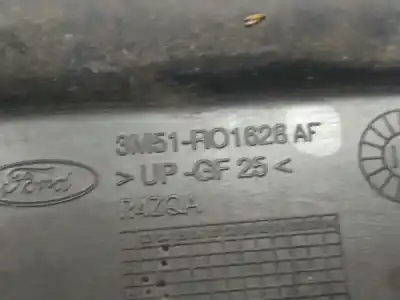 3M51-R01628 AF
Ford >UP-GF 25<
R4ZQA